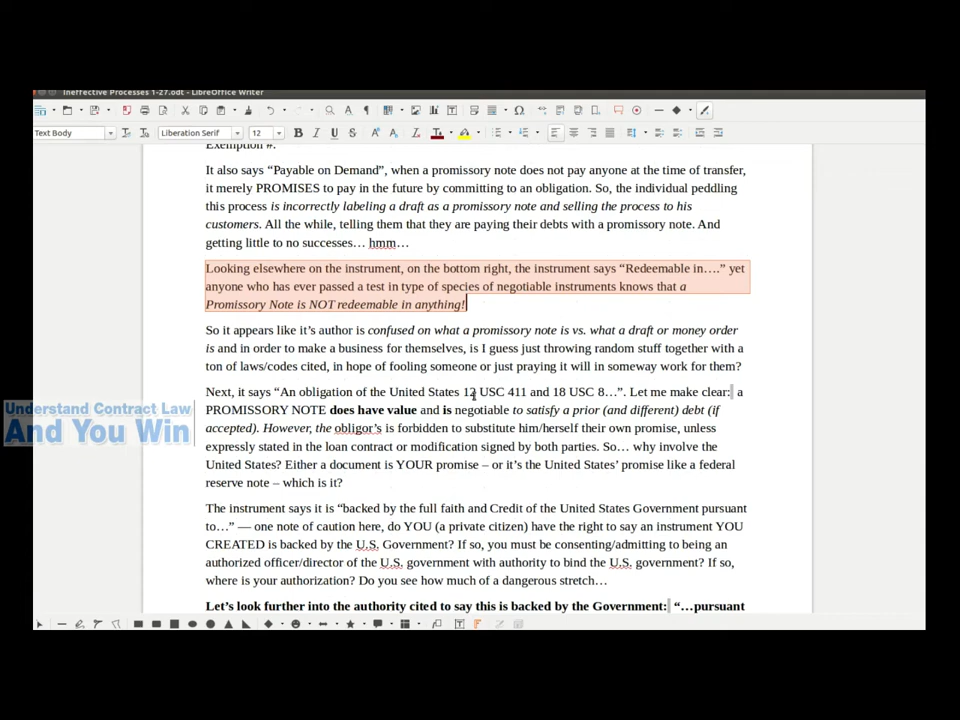 Ineffective Processes 1-27.odt - LibreOffice Writer
Text Body
Liberation Serif
12
Exemption #.
It also says “Payable on Demand”, when a promissory note does not pay anyone at the time of transfer,
it merely PROMISES to pay in the future by committing to an obligation. So, the individual peddling
this process is incorrectly labeling a draft as a promissory note and selling the process to his
customers. All the while, telling them that they are paying their debts with a promissory note. And
getting little to no successes… hmm…
Looking elsewhere on the instrument, on the bottom right, the instrument says “Redeemable in….” yet
anyone who has ever passed a test in type of species of negotiable instruments knows that a
Promissory Note is NOT redeemable in anything!
So it appears like it’s author is confused on what a promissory note is vs. what a draft or money order
is and in order to make a business for themselves, is I guess just throwing random stuff together with a
ton of laws/codes cited, in hope of fooling someone or just praying it will in someway work for them?
Next, it says “An obligation of the United States 12 USC 411 and 18 USC 8…”. Let me make clear: a
PROMISSORY NOTE does have value and is negotiable to satisfy a prior (and different) debt (if
accepted). However, the obligor’s is forbidden to substitute him/herself their own promise, unless
expressly stated in the loan contract or modification signed by both parties. So… why involve the
United States? Either a document is YOUR promise – or it’s the United States’ promise like a federal
reserve note – which is it?
The instrument says it is “backed by the full faith and Credit of the United States Government pursuant
to…” — one note of caution here, do YOU (a private citizen) have the right to say an instrument YOU
CREATED is backed by the U.S. Government? If so, you must be consenting/admitting to being an
authorized officer/director of the U.S. government with authority to bind the U.S. government? If so,
where is your authorization? Do you see how much of a dangerous stretch…
Let’s look further into the authority cited to say this is backed by the Government: “…pursuant
Understand Contract Law
And You Win